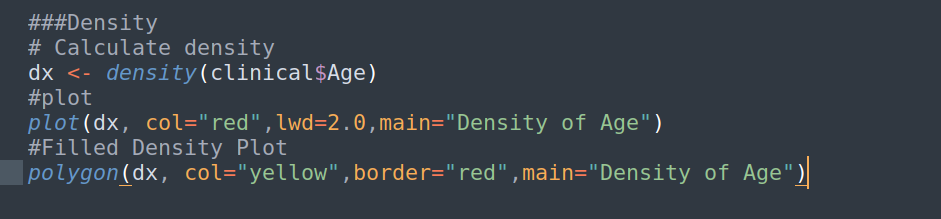 ###Density
# Calculate density
dx <- density(clinical$Age)
#plot
plot(dx, col="red",lwd=2.0,main="Density of Age")
#Filled Density Plot
polygon(dx, col="yellow",border="red",main="Density of Age")